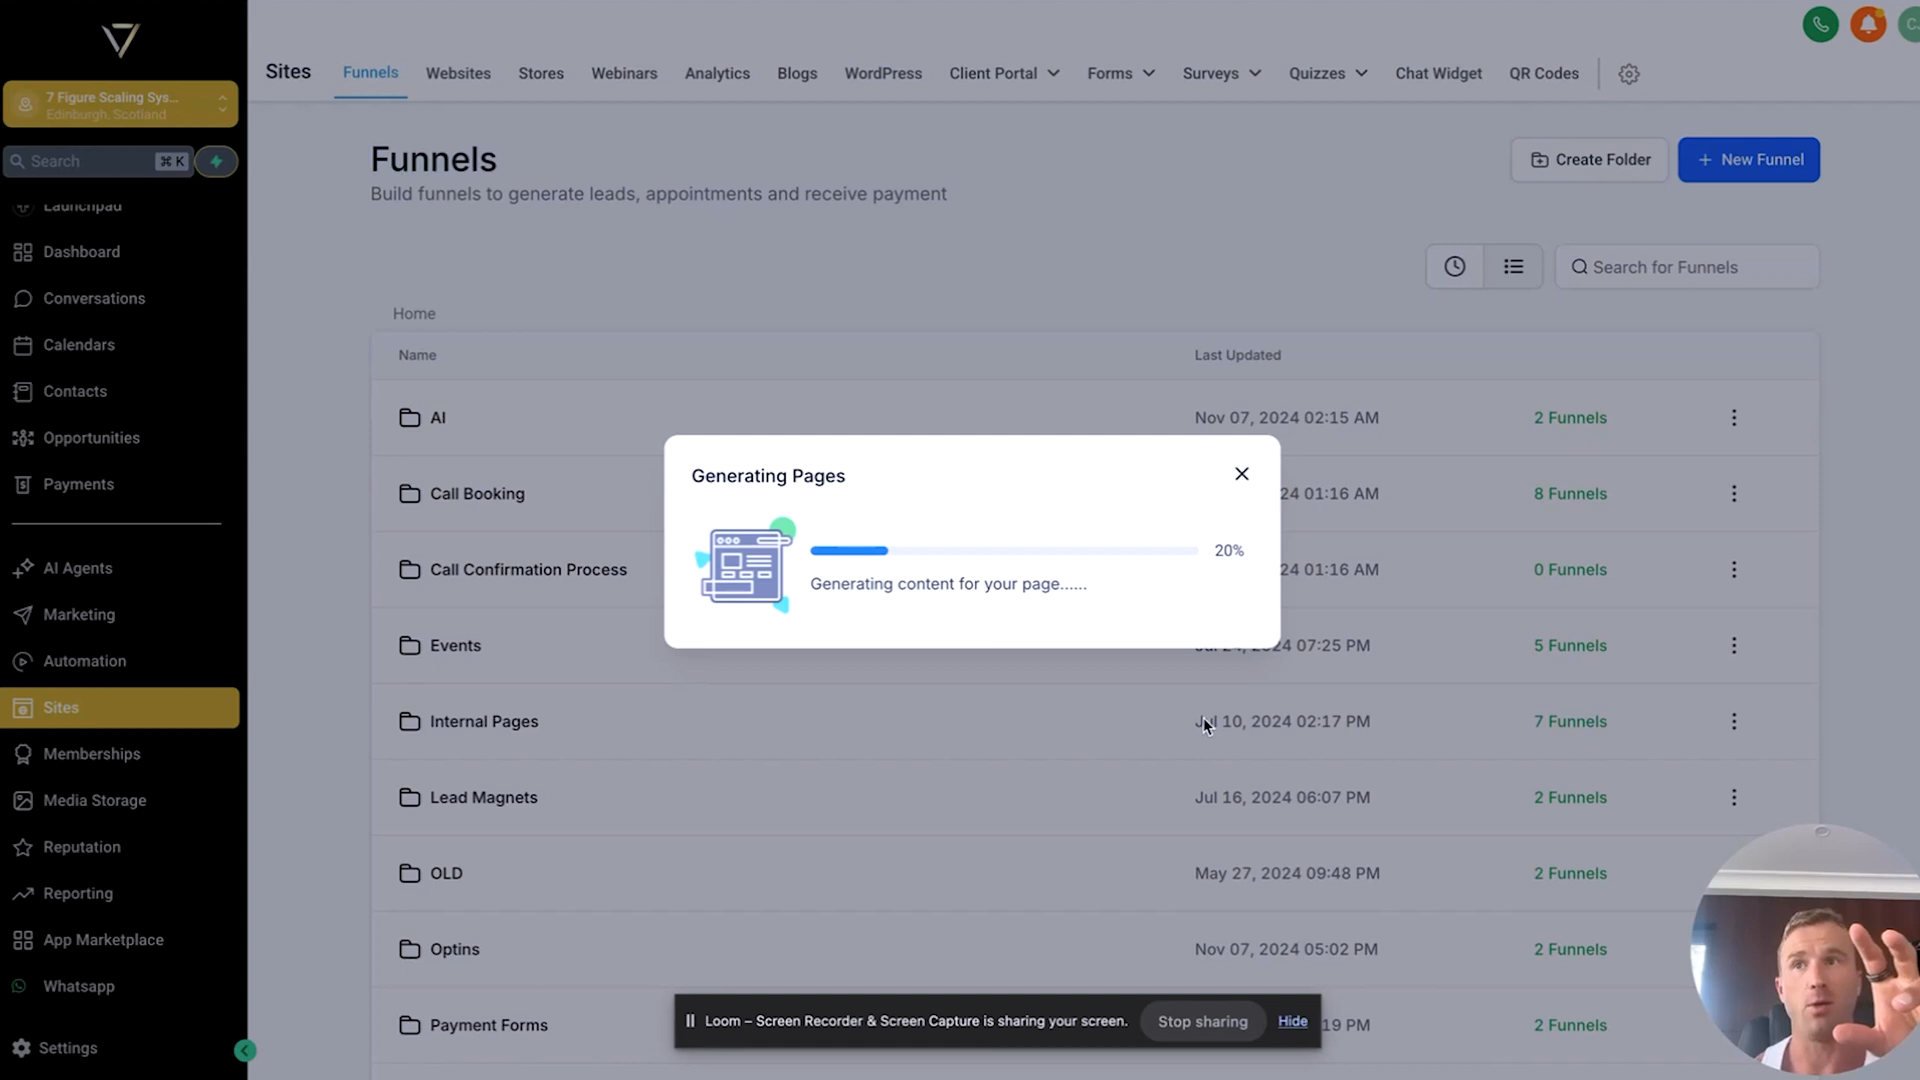 Sites
Funnels
Websites
Stores
Webinars
Analytics
Blogs
WordPress
Client Portal
Forms
Surveys
Quizzes
Chat Widget
QR Codes
7 Figure Scaling Sys...
Edinburgh, Scotland
Search
⌘ K
Launchpad
Dashboard
Conversations
Calendars
Contacts
Opportunities
Payments
AI Agents
Marketing
Automation
Sites
Memberships
Media Storage
Reputation
Reporting
App Marketplace
Whatsapp
Settings
Funnels
Build funnels to generate leads, appointments and receive payment
Create Folder
+ New Funnel
Search for Funnels
Home
Name
Last Updated
AI
Nov 07, 2024 02:15 AM
2 Funnels
Call Booking
24 01:16 AM
8 Funnels
Call Confirmation Process
24 01:16 AM
0 Funnels
Events
Jul 24, 2024 07:25 PM
5 Funnels
Internal Pages
Jul 10, 2024 02:17 PM
7 Funnels
Lead Magnets
Jul 16, 2024 06:07 PM
2 Funnels
OLD
May 27, 2024 09:48 PM
2 Funnels
Optins
Nov 07, 2024 05:02 PM
2 Funnels
Payment Forms
19 PM
2 Funnels
Generating Pages
20%
Generating content for your page......
Loom – Screen Recorder & Screen Capture is sharing your screen.
Stop sharing
Hide